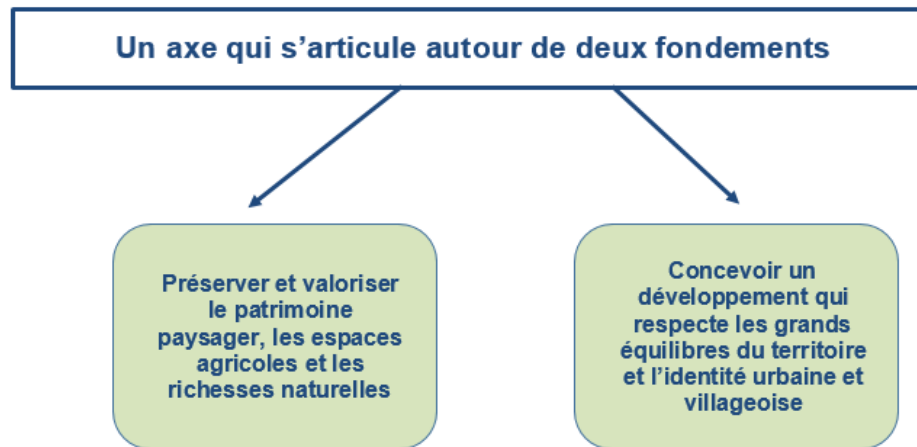 Un axe qui s’articule autour de deux fondements
Préserver et valoriser
le patrimoine
paysager, les espaces
agricoles et les
richesses naturelles
Concevoir un
développement qui
respecte les grands
équilibres du territoire
et l’identité urbaine et
villageoise